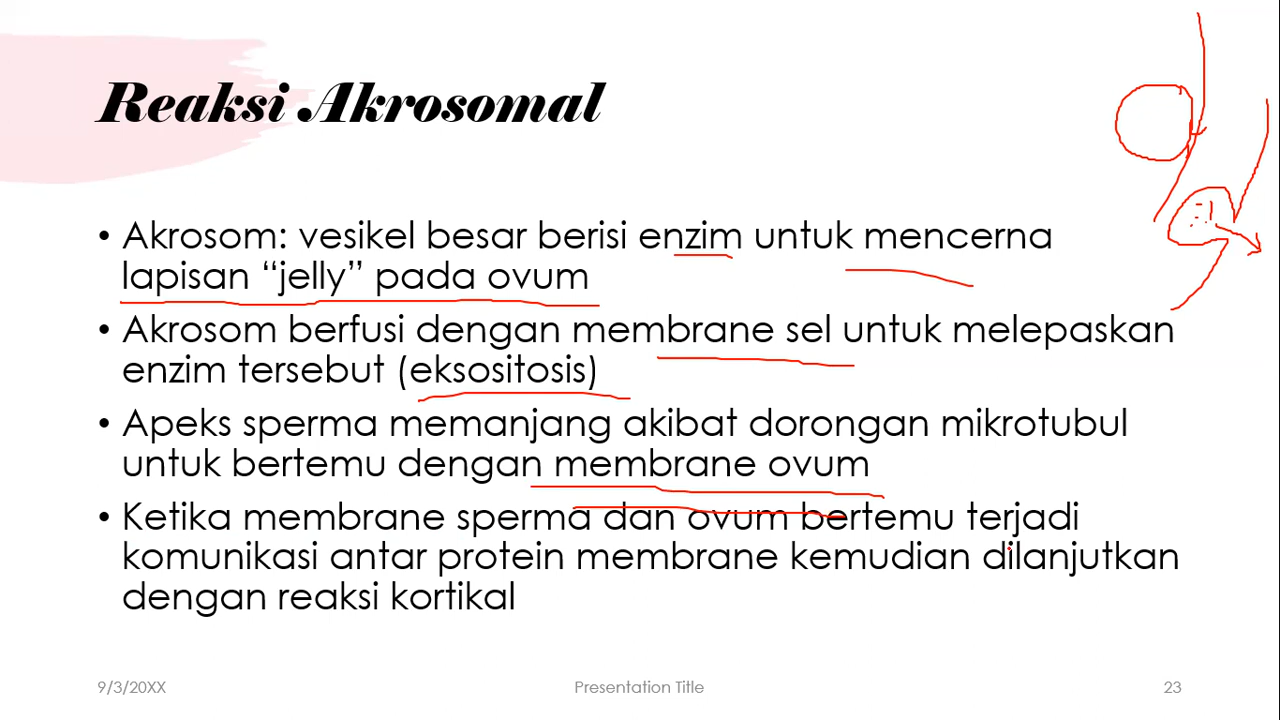 Reaksi Akrosomal
• Akrosom: vesikel besar berisi enzim untuk mencerna
lapisan “jelly” pada ovum
• Akrosom berfusi dengan membrane sel untuk melepaskan
enzim tersebut (eksositosis)
• Apeks sperma memanjang akibat dorongan mikrotubul
untuk bertemu dengan membrane ovum
• Ketika membrane sperma dan ovum bertemu terjadi
komunikasi antar protein membrane kemudian dilanjutkan
dengan reaksi kortikal
9/3/20XX
Presentation Title
23